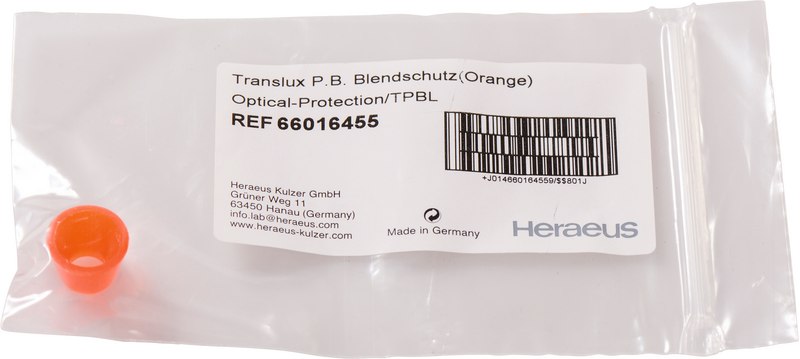 Translux P.B. Blendschutz(Orange)
Optical-Protection/TPBL
REF 66016455
+J014660164559/$$801J
Heraeus Kulzer GmbH
Grüner Weg 11
63450 Hanau (Germany)
info.lab@heraeus.com
www.heraeus-kulzer.com
Made in Germany
Heraeus